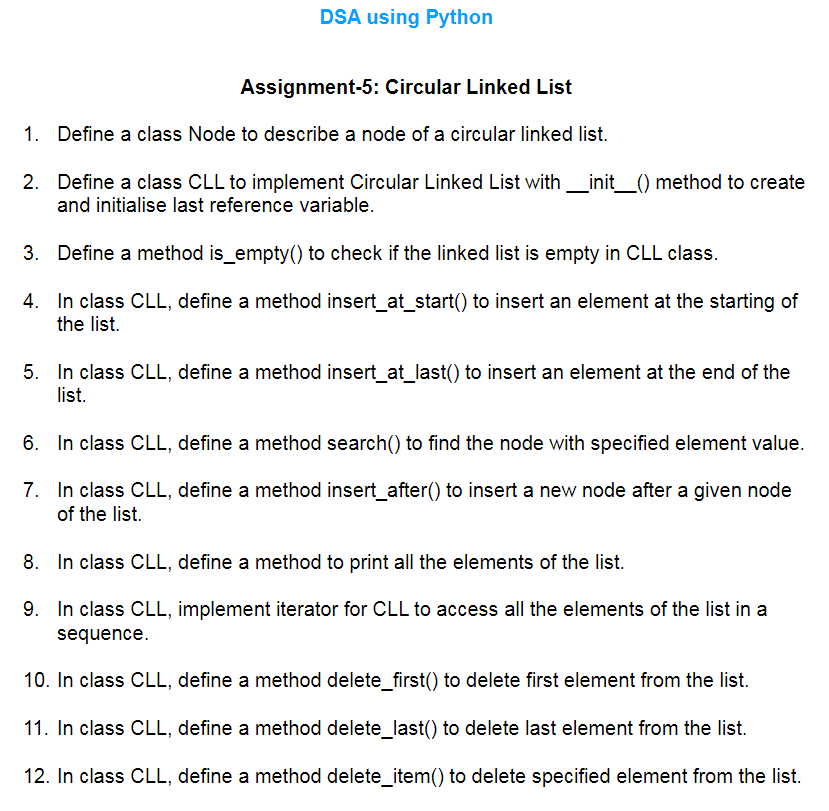 DSA using Python
Assignment-5: Circular Linked List
1. Define a class Node to describe a node of a circular linked list.
2. Define a class CLL to implement Circular Linked List with __init__() method to create
and initialise last reference variable.
3. Define a method is_empty() to check if the linked list is empty in CLL class.
4. In class CLL, define a method insert_at_start() to insert an element at the starting of
the list.
5. In class CLL, define a method insert_at_last() to insert an element at the end of the
list.
6. In class CLL, define a method search() to find the node with specified element value.
7. In class CLL, define a method insert_after() to insert a new node after a given node
of the list.
8. In class CLL, define a method to print all the elements of the list.
9. In class CLL, implement iterator for CLL to access all the elements of the list in a
sequence.
10. In class CLL, define a method delete_first() to delete first element from the list.
11. In class CLL, define a method delete_last() to delete last element from the list.
12. In class CLL, define a method delete_item() to delete specified element from the list.